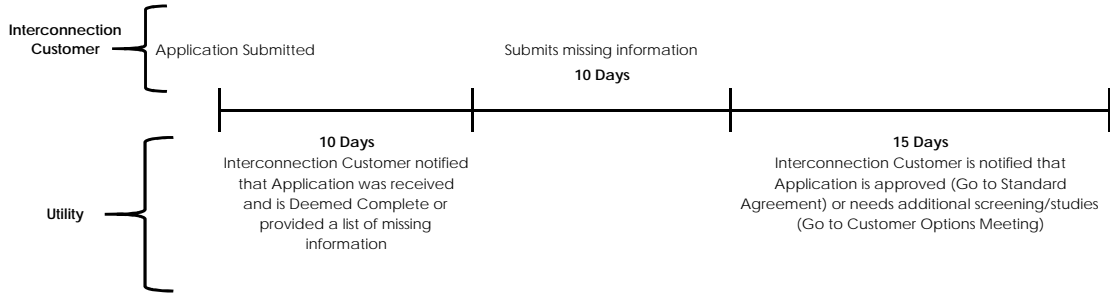 Interconnection
Customer
Application Submitted
Submits missing information
10 Days
10 Days
Interconnection Customer notified
that Application was received
and is Deemed Complete or
provided a list of missing
information
15 Days
Interconnection Customer is notified that
Application is approved (Go to Standard
Agreement) or needs additional screening/studies
(Go to Customer Options Meeting)
Utility